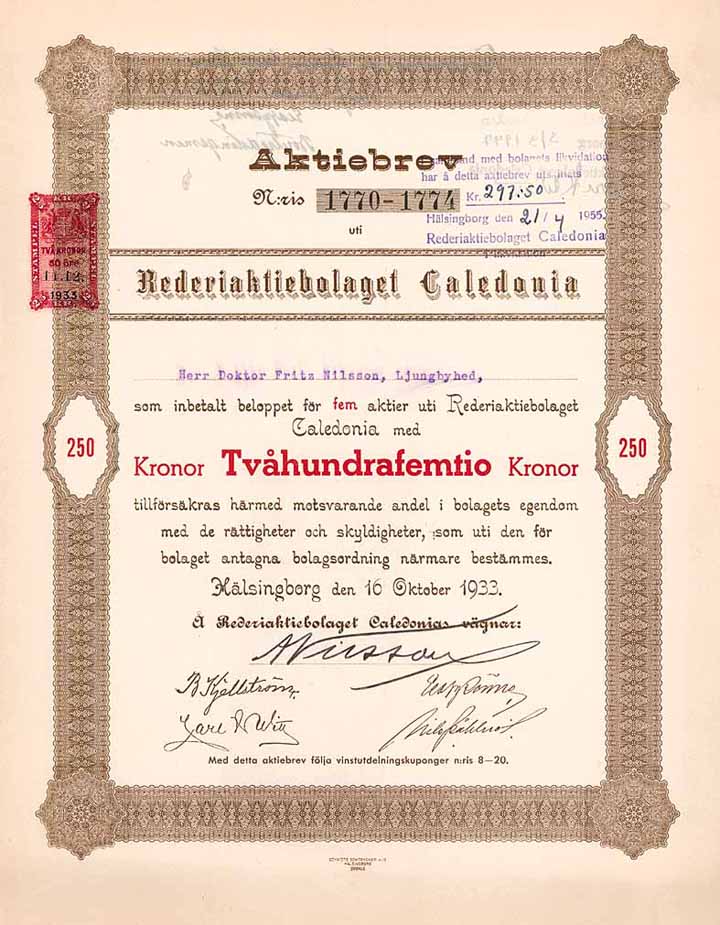 Aktiebrev
N:ris 1770-1774
uti
med bolagets likvidation
har å detta aktiebrev utbetalts
Kr. 297:50
Hälsingborg den 21/4 1955.
Rederiaktiebolaget Caledonia
STÄMPEL
TVÅ KRONOR
50 ÖRE
11.12.
1933
Rederiaktiebolaget Caledonia
Herr Doktor Fritz Nilsson, Ljungbyhed,
som inbetalt beloppet för fem aktier uti Rederiaktiebolaget
Caledonia med
250
Kronor Tvåhundrafemtio Kronor
250
tillförsäkras härmed motsvarande andel i bolagets egendom
med de rättigheter och skyldigheter, som uti den för
bolaget antagna bolagsordning närmare bestämmes.
Hälsingborg den 16 Oktober 1933.
Å Rederiaktiebolaget Caledonias vägnar:
A Nilsson
B Kjellström
Med detta aktiebrev följa vinstutdelningskuponger n:ris 8—20.